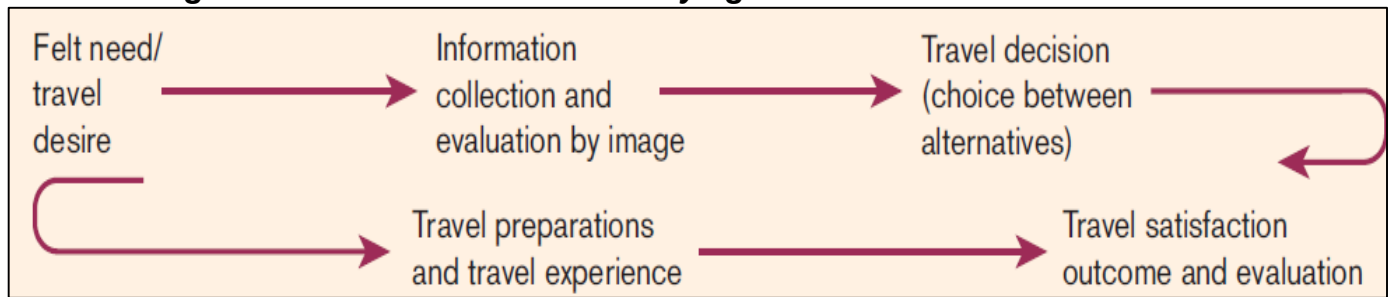 Felt need/
travel
desire
Information
collection and
evaluation by image
Travel decision
(choice between
alternatives)
Travel preparations
and travel experience
Travel satisfaction
outcome and evaluation